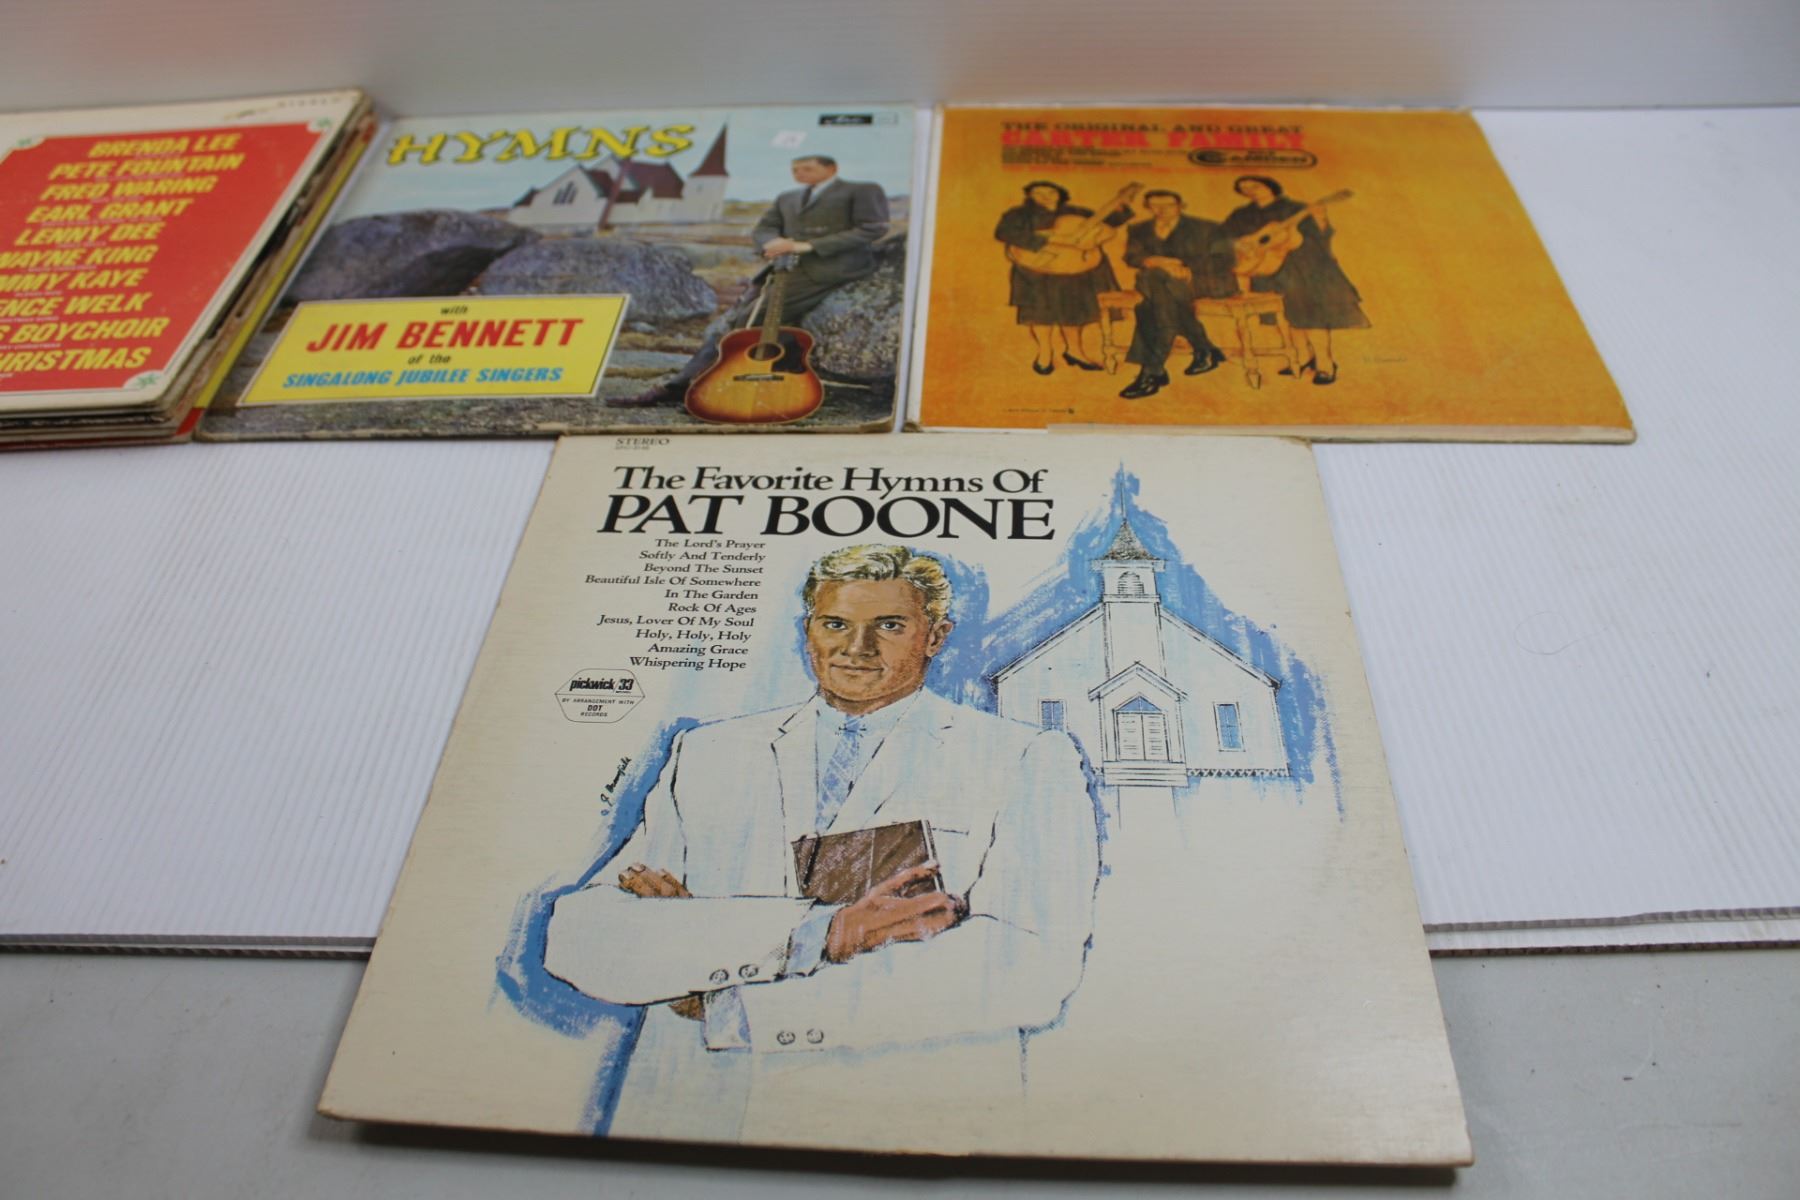 STEREO
BRENDA LEE
PETE FOUNTAIN
FRED WARING
EARL GRANT
LENNY DEE
WAYNE KING
MMY KAYE
ENCE WELK
S BOYCHOIR
CHRISTMAS
HYMNS
with
JIM BENNETT
of the
SINGALONG JUBILEE SINGERS
THE ORIGINAL AND GREAT
CARTER FAMILY
CAMDEN
STEREO
The Favorite Hymns Of
PAT BOONE
The Lord's Prayer
Softly And Tenderly
Beyond The Sunset
Beautiful Isle Of Somewhere
In The Garden
Rock Of Ages
Jesus, Lover Of My Soul
Holy, Holy, Holy
Amazing Grace
Whispering Hope
pickwick/33
BY ARRANGEMENT WITH
DOT
RECORDS